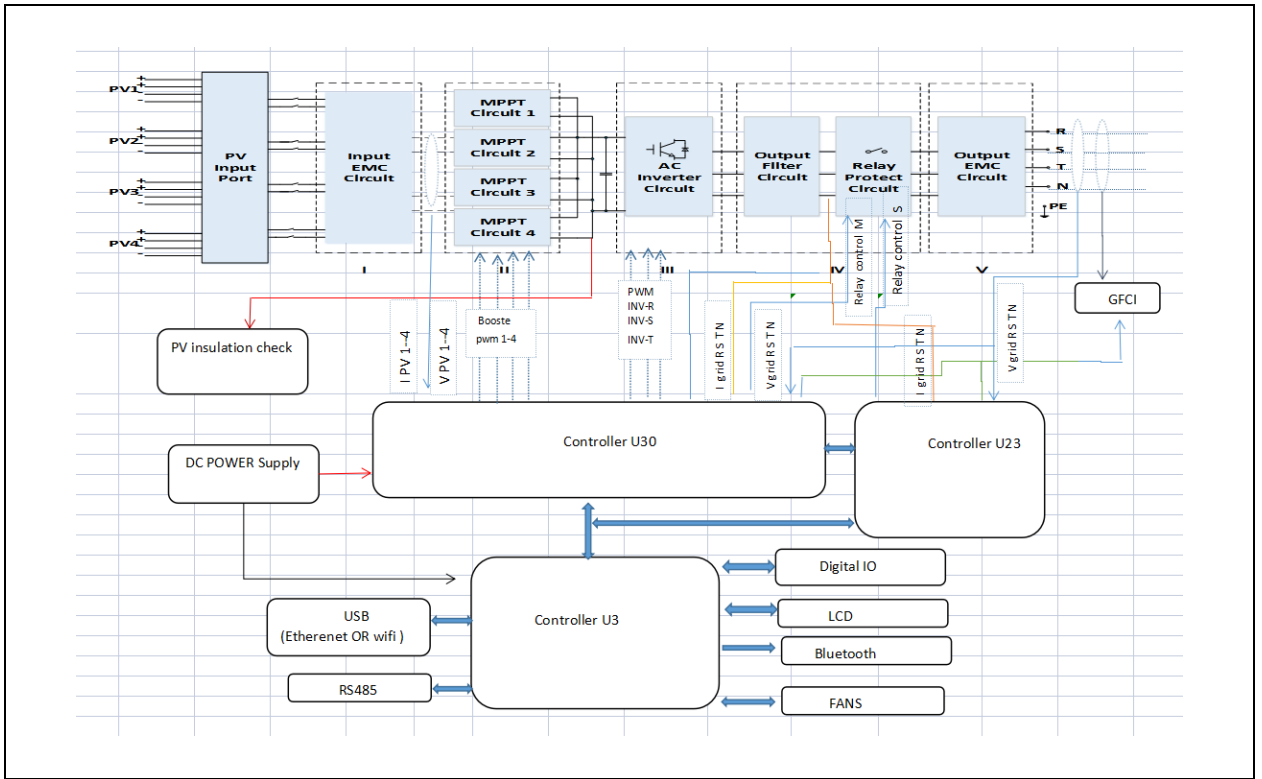 PV1
+
+
-
-
PV2
+
+
-
PV3
+
+
-
-
PV4
+
+
-
-
PV
Input
Port
Input
EMC
Circuit
MPPT
Circuit 1
MPPT
Circuit 2
MPPT
Circuit 3
MPPT
Circuit 4
AC
Inverter
Circuit
Output
Filter
Circuit
Relay
Protect
Circuit
Output
EMC
Circuit
R
S
T
N
PE
I
II
III
IV
V
PV insulation check
I PV 1--4
V PV 1--4
Booste
pwm 1-4
PWM
INV-R
INV-S
INV-T
I grid R S T N
V grid R S T N
Relay control M
Relay control S
I grid R S T N
V grid R S T N
GFCI
Controller U30
Controller U23
DC POWER Supply
Controller U3
USB
(Etherenet OR wifi )
RS485
Digital IO
LCD
Bluetooth
FANS